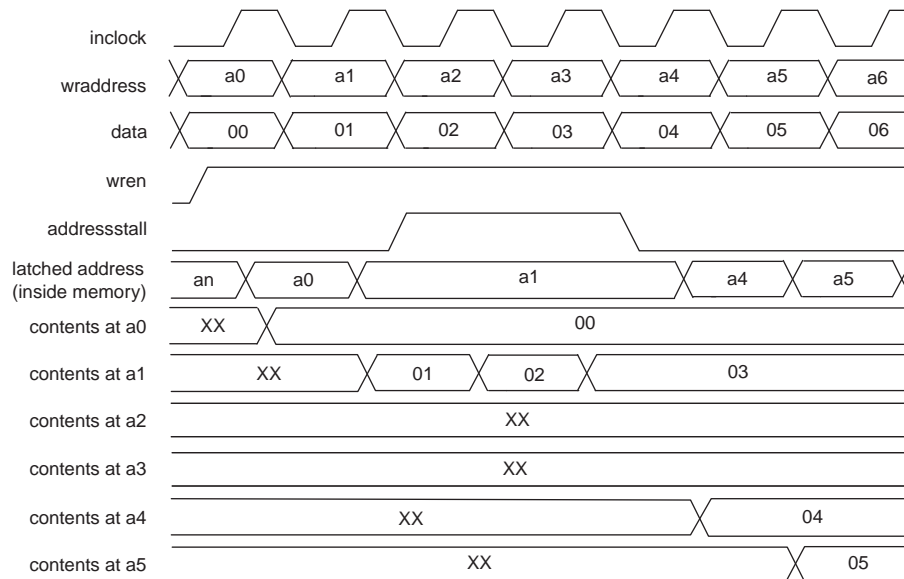 inclock
wraddress a0 a1 a2 a3 a4 a5 a6
data 00 01 02 03 04 05 06
wren
addressstall
latched address
(inside memory) an a0 a1 a4 a5
contents at a0 XX 00
contents at a1 XX 01 02 03
contents at a2 XX
contents at a3 XX
contents at a4 XX 04
contents at a5 XX 05